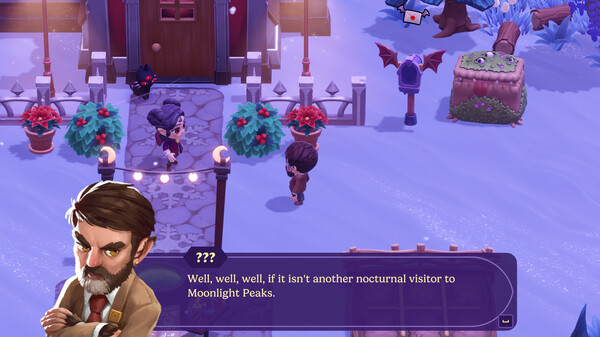 ???
Well, well, well, if it isn't another nocturnal visitor to
Moonlight Peaks.